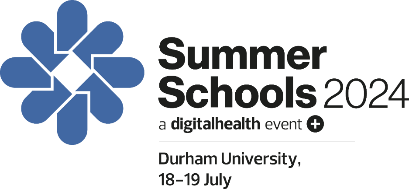 Summer
Schools 2024
a digitalhealth event +
Durham University,
18–19 July